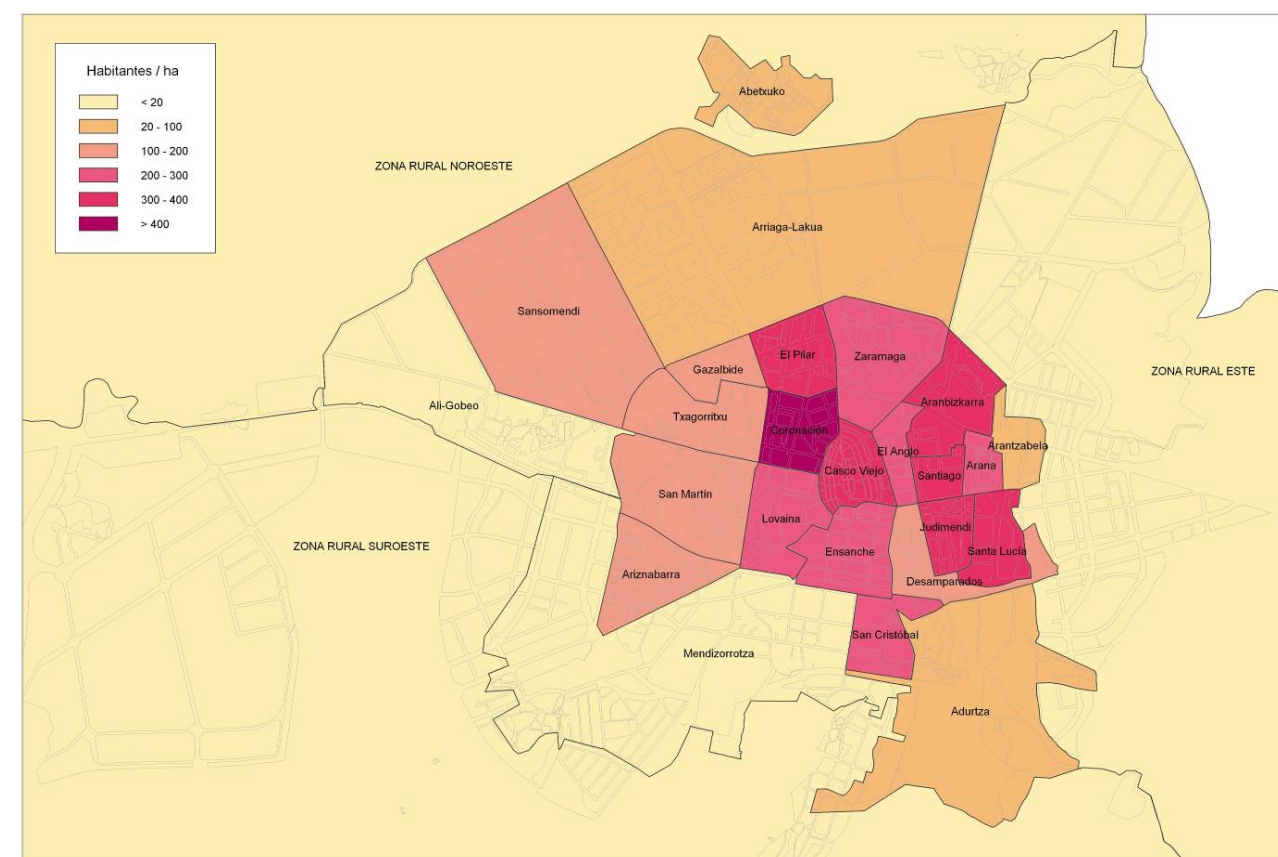 Habitantes / ha
< 20
20 - 100
100 - 200
200 - 300
300 - 400
> 400
Abetxuko
ZONA RURAL NOROESTE
Arriaga-Lakua
Sansomendi
El Pilar
Zaramaga
Gazalbide
ZONA RURAL ESTE
Ali-Gobeo
Txagorritxu
Aranbizkarra
Coronación
Arantzabela
El Anglo
Casco Viejo
Santiago
Arana
San Martín
Lovaina
Judimendi
ZONA RURAL SUROESTE
Ensanche
Santa Lucía
Ariznabarra
Desamparados
San Cristóbal
Mendizorrotza
Adurtza